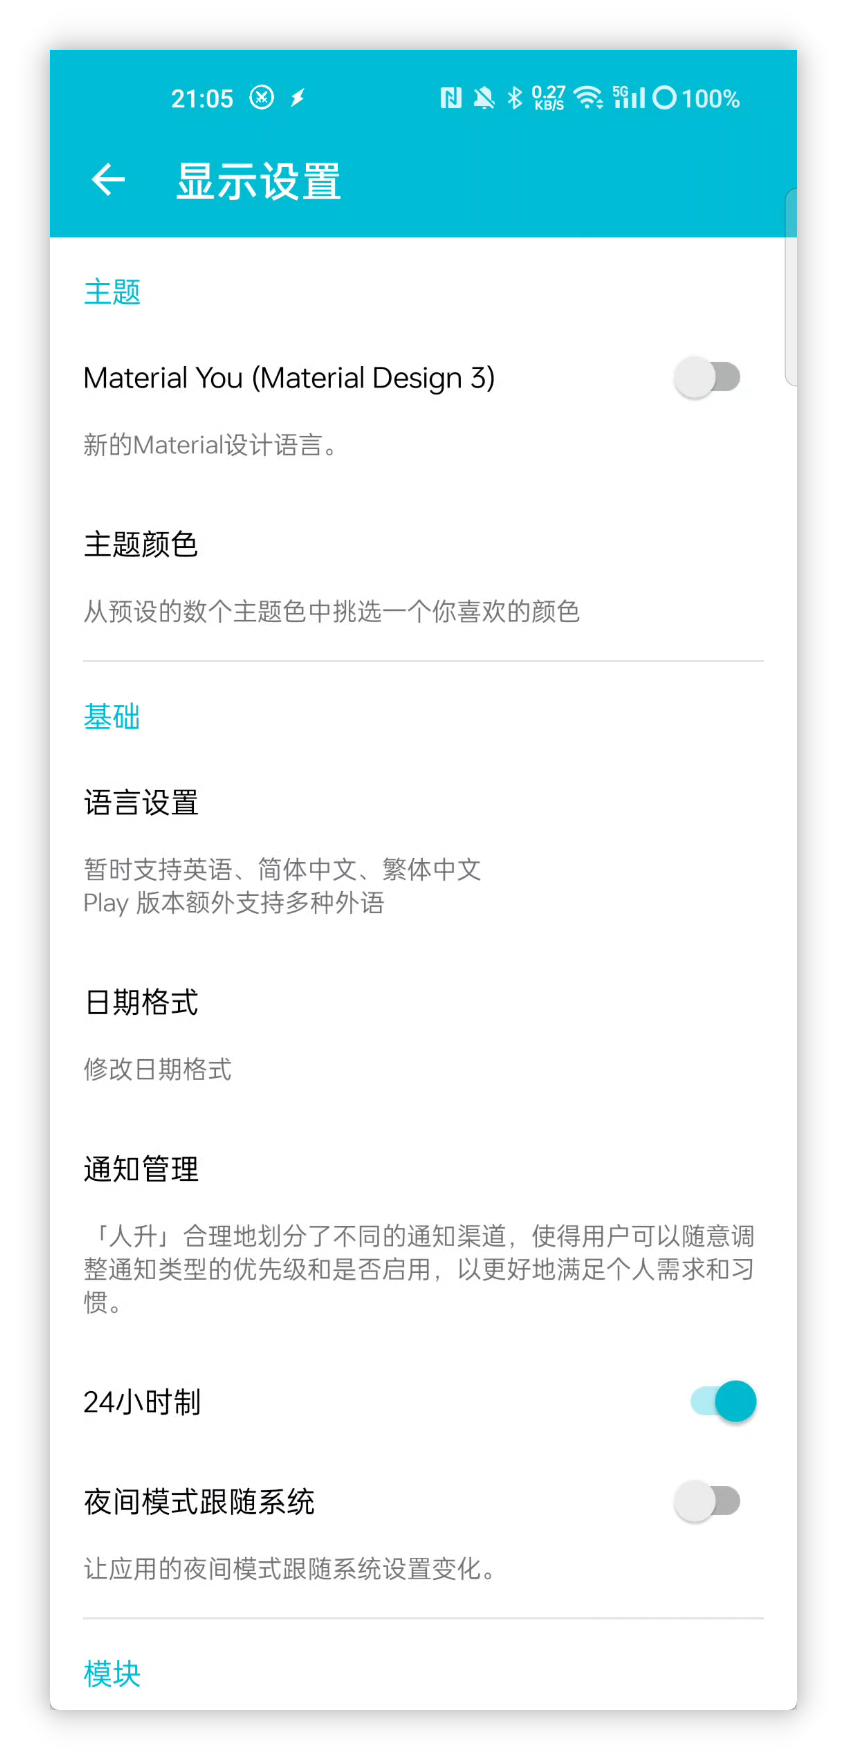 21:05 0.27 KB/S 5G 100%
显示设置
主题
Material You (Material Design 3)
新的Material设计语言。
主题颜色
从预设的数个主题色中挑选一个你喜欢的颜色
基础
语言设置
暂时支持英语、简体中文、繁体中文
Play 版本额外支持多种外语
日期格式
修改日期格式
通知管理
「人升」合理地划分了不同的通知渠道，使得用户可以随意调
整通知类型的优先级和是否启用，以更好地满足个人需求和习
惯。
24小时制
夜间模式跟随系统
让应用的夜间模式跟随系统设置变化。
模块